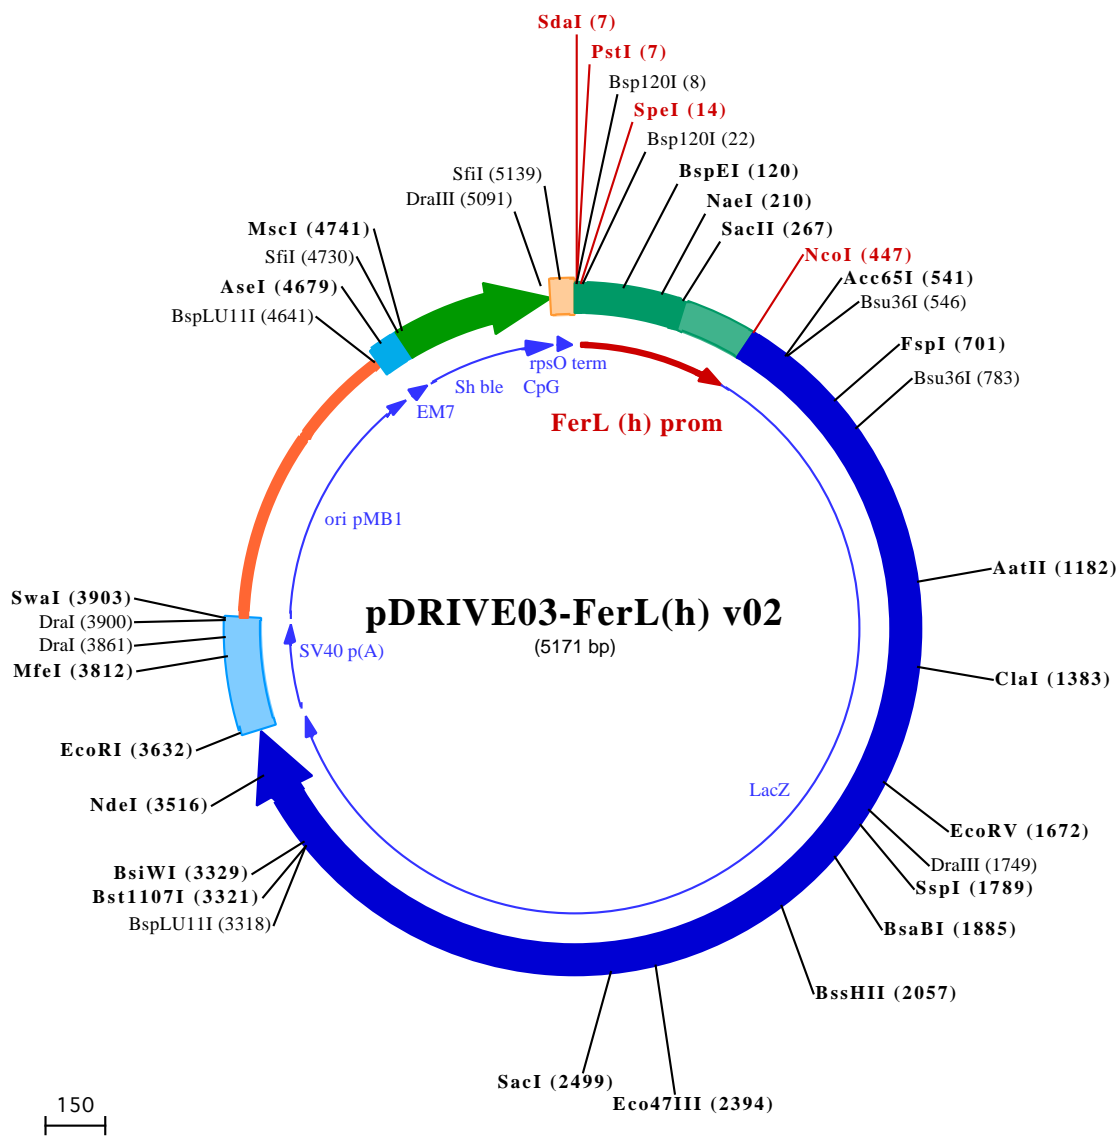 SdaI (7)
PstI (7)
Bsp120I (8)
SpeI (14)
Bsp120I (22)
SfiI (5139)
BspEI (120)
DraIII (5091)
NaeI (210)
MscI (4741)
SacII (267)
SfiI (4730)
NcoI (447)
Acc65I (541)
AseI (4679)
Bsu36I (546)
BspLU11I (4641)
FspI (701)
rpsO term
Sh ble
CpG
Bsu36I (783)
EM7
FerL (h) prom
ori pMB1
AatII (1182)
SwaI (3903)
pDRIVE03-FerL(h) v02
DraI (3900)
DraI (3861)
(5171 bp)
SV40 p(A)
MfeI (3812)
ClaI (1383)
EcoRI (3632)
LacZ
NdeI (3516)
EcoRV (1672)
DraIII (1749)
BsiWI (3329)
SspI (1789)
Bst1107I (3321)
BspLU11I (3318)
BsaBI (1885)
BssHII (2057)
SacI (2499)
Eco47III (2394)
150